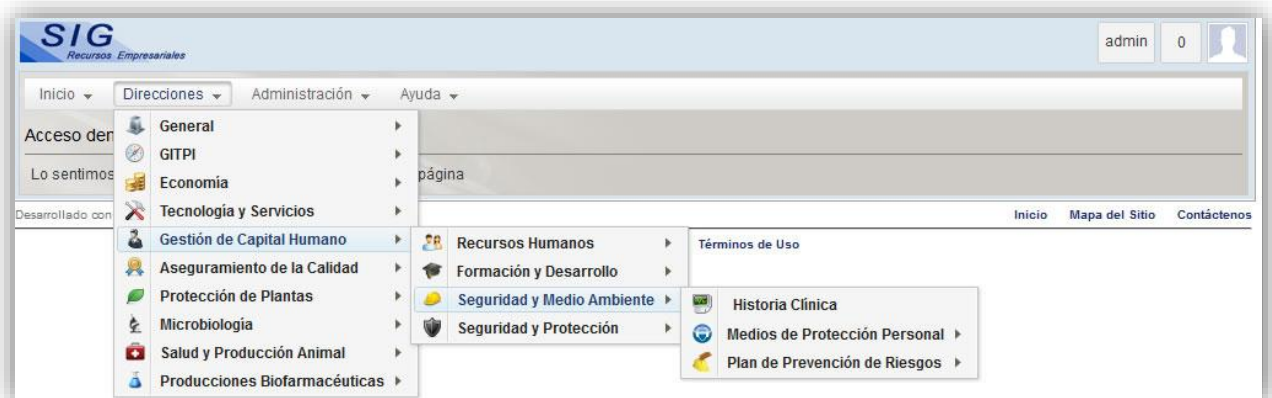 SIG
Recursos Empresariales
admin 0
Inicio Direcciones Administración Ayuda
Acceso den
Lo sentimos página
Desarrollado con
Inicio Mapa del Sitio Contáctenos
Términos de Uso
General
GITPI
Economía
Tecnología y Servicios
Gestión de Capital Humano
Aseguramiento de la Calidad
Protección de Plantas
Microbiología
Salud y Producción Animal
Producciones Biofarmacéuticas
Recursos Humanos
Formación y Desarrollo
Seguridad y Medio Ambiente
Seguridad y Protección
Historia Clínica
Medios de Protección Personal
Plan de Prevención de Riesgos